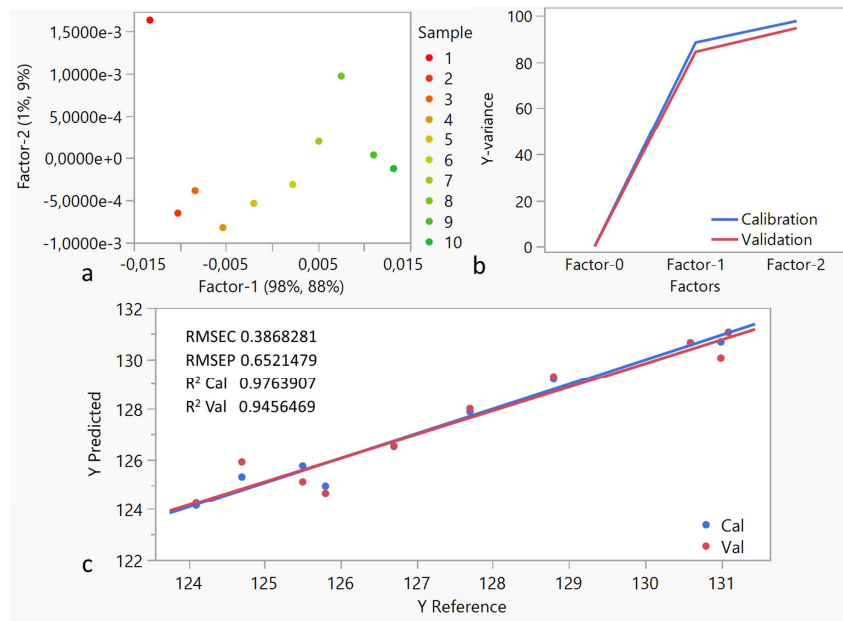 1,5000e-3
1,0000e-3
5,0000e-4
0,0000e+0
-5,0000e-4
-1,0000e-3
Factor-2 (1%, 9%)
-0,015
-0,005
0,005
0,015
Factor-1 (98%, 88%)
a
Sample
1
2
3
4
5
6
7
8
9
10
100
80
60
40
20
0
Y-variance
Calibration
Validation
Factor-0
Factor-1
Factor-2
Factors
b
132
130
128
126
124
122
Y Predicted
RMSEC 0.3868281
RMSEP 0.6521479
R² Cal 0.9763907
R² Val 0.9456469
Cal
Val
124
125
126
127
128
129
130
131
Y Reference
c